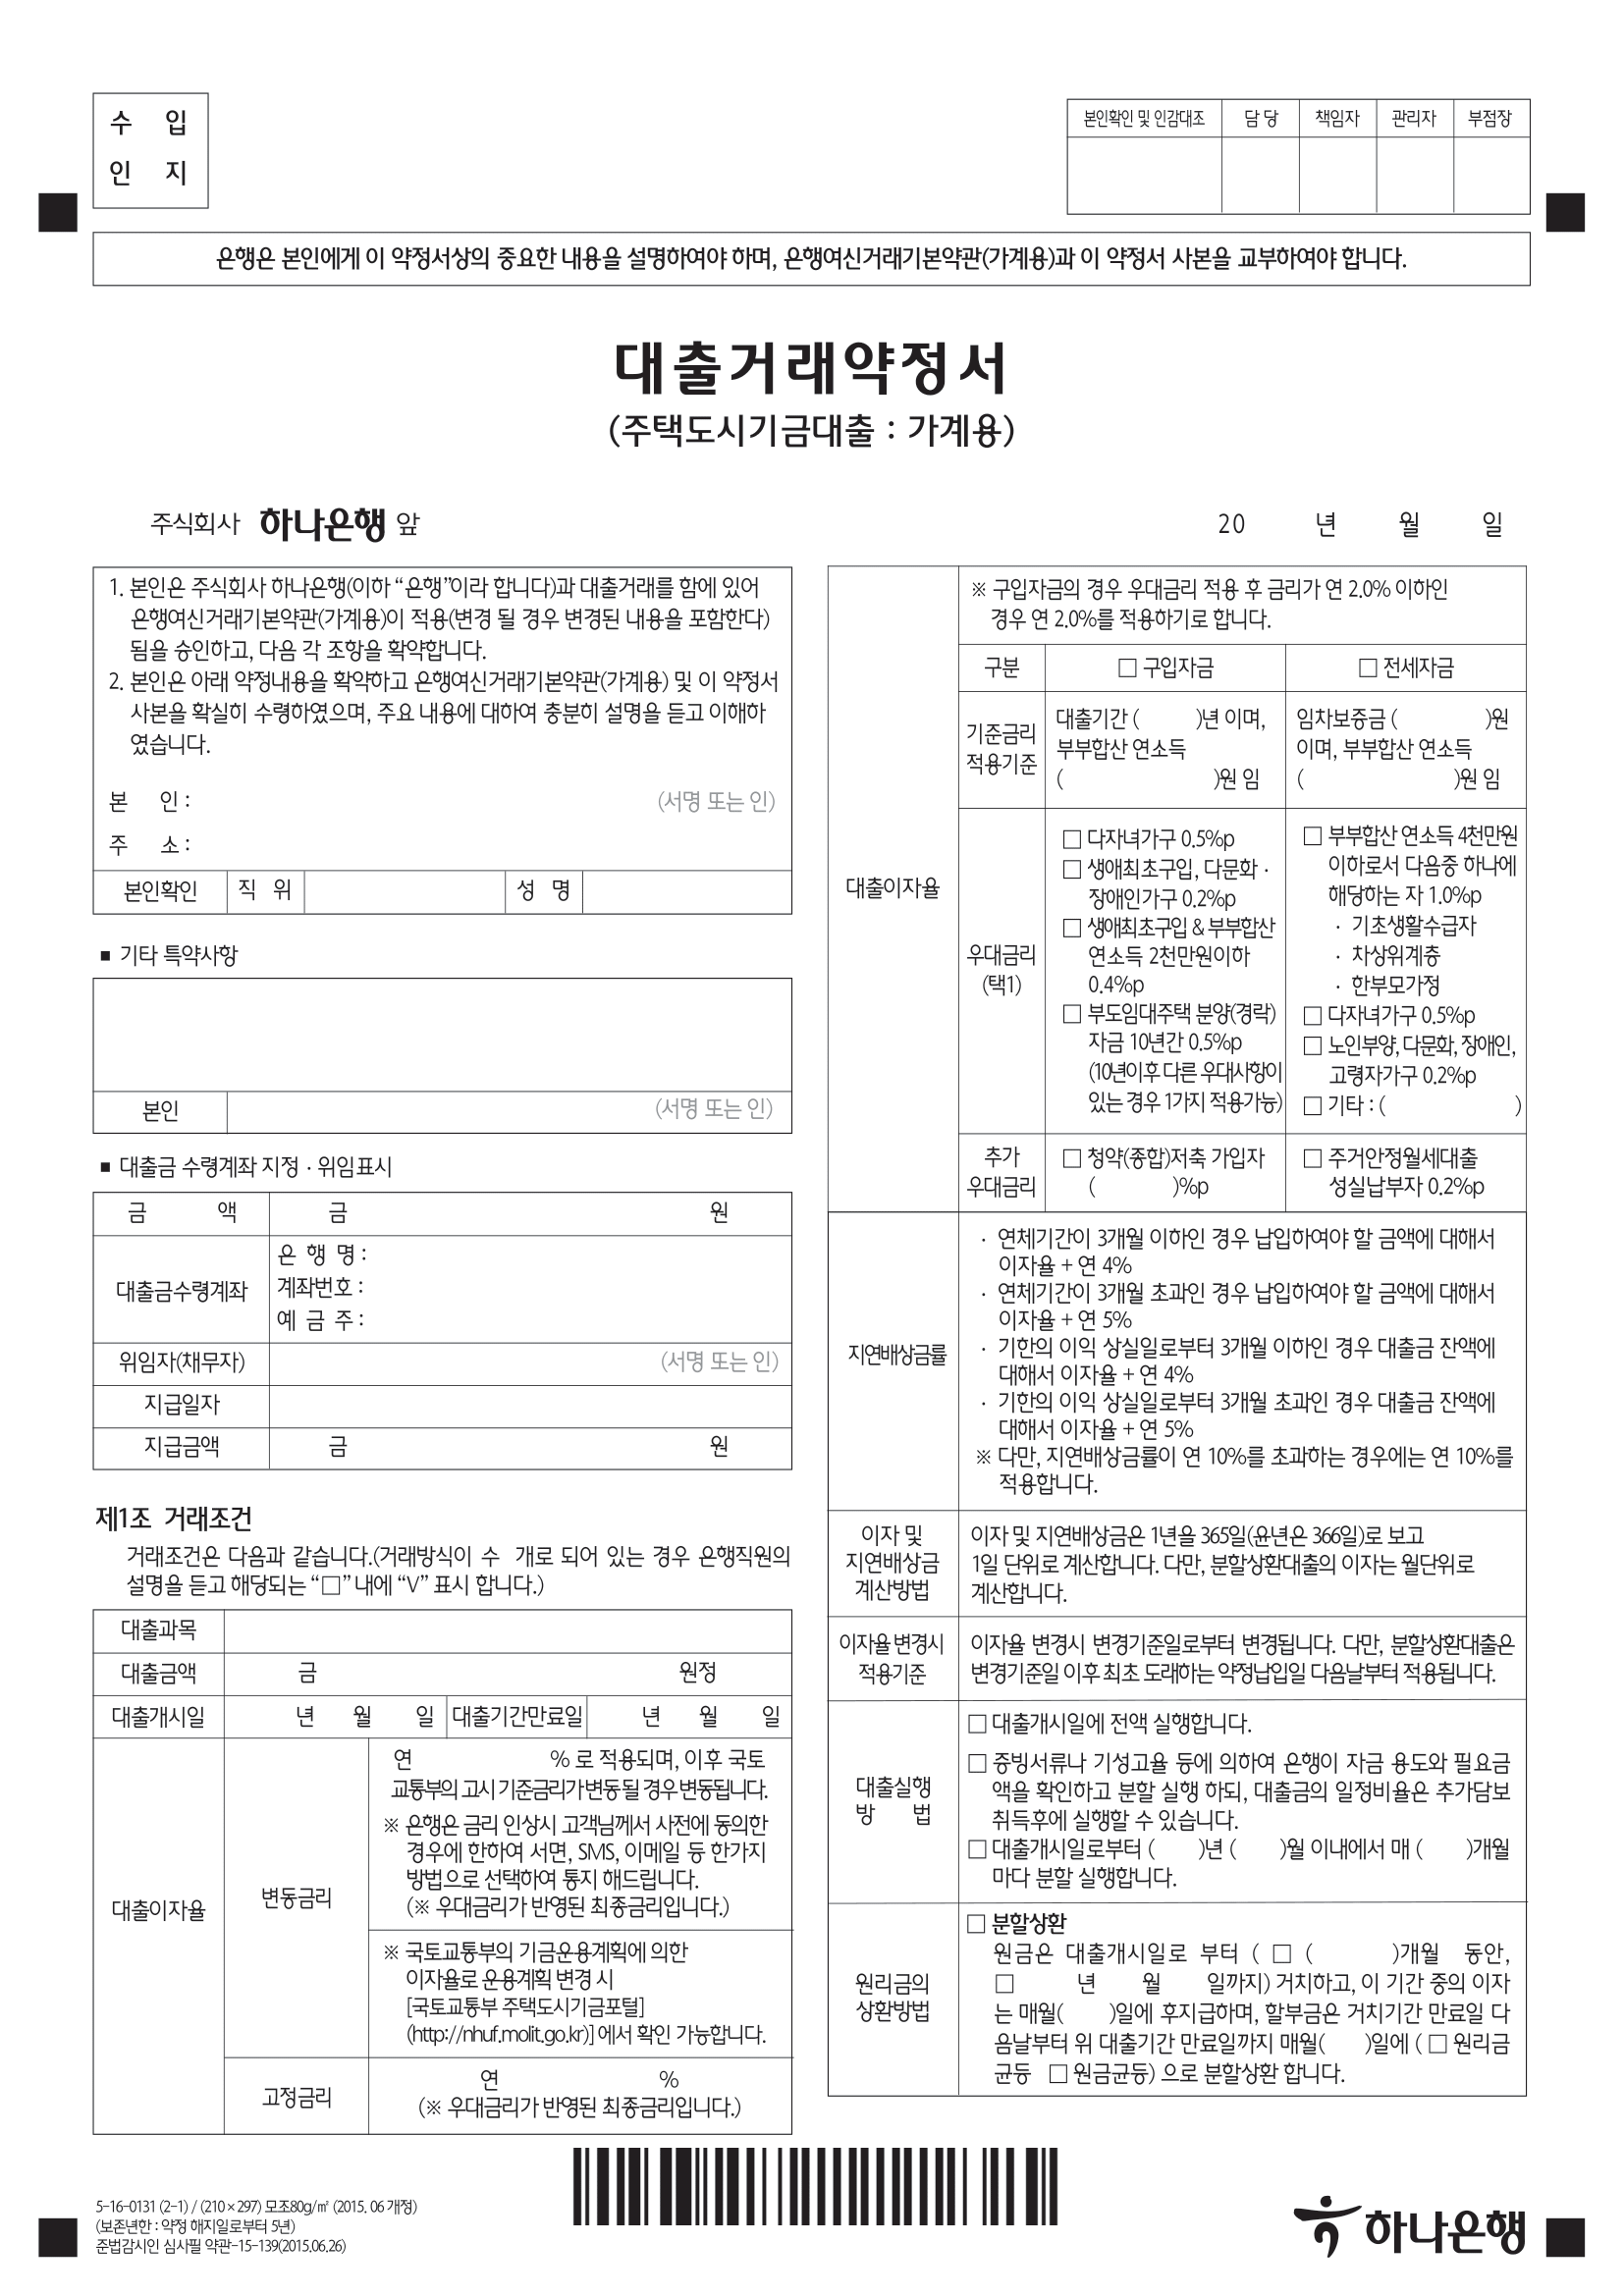 수 입
인 지
본인확인 및 인감대조 담 당 책임자 관리자 부점장
은행은 본인에게 이 약정서상의 중요한 내용을 설명하여야 하며, 은행여신거래기본약관(가계용)과 이 약정서 사본을 교부하여야 합니다.
대출거래약정서
(주택도시기금대출 : 가계용)
주식회사 하나은행 앞
20 년 월 일
1. 본인은 주식회사 하나은행(이하 “은행”이라 합니다)과 대출거래를 함에 있어
은행여신거래기본약관(가계용)이 적용(변경 될 경우 변경된 내용을 포함한다)
됨을 승인하고, 다음 각 조항을 확약합니다.
2. 본인은 아래 약정내용을 확약하고 은행여신거래기본약관(가계용) 및 이 약정서
사본을 확실히 수령하였으며, 주요 내용에 대하여 충분히 설명을 듣고 이해하
였습니다.
본 인 : (서명 또는 인)
주 소 :
본인확인 직 위 성 명
■ 기타 특약사항
본인 (서명 또는 인)
■ 대출금 수령계좌 지정 · 위임표시
금 액 금 원
대출금수령계좌
은 행 명 :
계좌번호 :
예 금 주 :
위임자(채무자) (서명 또는 인)
지급일자
지급금액 금 원
제1조 거래조건
거래조건은 다음과 같습니다.(거래방식이 수 개로 되어 있는 경우 은행직원의
설명을 듣고 해당되는 “□” 내에 “V” 표시 합니다.)
대출과목
대출금액 금 원정
대출개시일 년 월 일 대출기간만료일 년 월 일
대출이자율
변동금리
연 % 로 적용되며, 이후 국토
교통부의 고시 기준금리가 변동 될 경우 변동됩니다.
※ 은행은 금리 인상시 고객님께서 사전에 동의한
경우에 한하여 서면, SMS, 이메일 등 한가지
방법으로 선택하여 통지 해드립니다.
(※ 우대금리가 반영된 최종금리입니다.)
※ 국토교통부의 기금운용계획에 의한
이자율로 운용계획 변경 시
[국토교통부 주택도시기금포털]
(http://nhuf.molit.go.kr)] 에서 확인 가능합니다.
고정금리
연 %
(※ 우대금리가 반영된 최종금리입니다.)
대출이자율
※ 구입자금의 경우 우대금리 적용 후 금리가 연 2.0% 이하인
경우 연 2.0%를 적용하기로 합니다.
구분 □ 구입자금 □ 전세자금
기준금리
적용기준
대출기간 ( )년 이며,
부부합산 연소득
( )원 임
임차보증금 ( )원
이며, 부부합산 연소득
( )원 임
우대금리
(택1)
□ 다자녀가구 0.5%p
□ 생애최초구입, 다문화 ·
장애인가구 0.2%p
□ 생애최초구입 & 부부합산
연소득 2천만원이하
0.4%p
□ 부도임대주택 분양(경락)
자금 10년간 0.5%p
(10년이후 다른 우대사항이
있는 경우 1가지 적용가능)
□ 부부합산 연소득 4천만원
이하로서 다음중 하나에
해당하는 자 1.0%p
· 기초생활수급자
· 차상위계층
· 한부모가정
□ 다자녀가구 0.5%p
□ 노인부양, 다문화, 장애인,
고령자가구 0.2%p
□ 기타 : ( )
추가
우대금리
□ 청약(종합)저축 가입자
( )%p
□ 주거안정월세대출
성실납부자 0.2%p
지연배상금률
· 연체기간이 3개월 이하인 경우 납입하여야 할 금액에 대해서
이자율 + 연 4%
· 연체기간이 3개월 초과인 경우 납입하여야 할 금액에 대해서
이자율 + 연 5%
· 기한의 이익 상실일로부터 3개월 이하인 경우 대출금 잔액에
대해서 이자율 + 연 4%
· 기한의 이익 상실일로부터 3개월 초과인 경우 대출금 잔액에
대해서 이자율 + 연 5%
※ 다만, 지연배상금률이 연 10%를 초과하는 경우에는 연 10%를
적용합니다.
이자 및
지연배상금
계산방법
이자 및 지연배상금은 1년을 365일(윤년은 366일)로 보고
1일 단위로 계산합니다. 다만, 분할상환대출의 이자는 월단위로
계산합니다.
이자율 변경시
적용기준
이자율 변경시 변경기준일로부터 변경됩니다. 다만, 분할상환대출은
변경기준일 이후 최초 도래하는 약정납입일 다음날부터 적용됩니다.
대출실행
방 법
□ 대출개시일에 전액 실행합니다.
□ 증빙서류나 기성고율 등에 의하여 은행이 자금 용도와 필요금
액을 확인하고 분할 실행 하되, 대출금의 일정비율은 추가담보
취득후에 실행할 수 있습니다.
□ 대출개시일로부터 ( )년 ( )월 이내에서 매 ( )개월
마다 분할 실행합니다.
원리금의
상환방법
□ 분할상환
원금은 대출개시일로 부터 ( □ ( )개월 동안,
□ 년 월 일까지) 거치하고, 이 기간 중의 이자
는 매월( )일에 후지급하며, 할부금은 거치기간 만료일 다
음날부터 위 대출기간 만료일까지 매월( )일에 ( □ 원리금
균등 □ 원금균등) 으로 분할상환 합니다.
5-16-0131 (2-1) / (210×297) 모조80g/㎡ (2015. 06 개정)
(보존년한 : 약정 해지일로부터 5년)
준법감시인 심사필 약관-15-139(2015.06.26)
하나은행